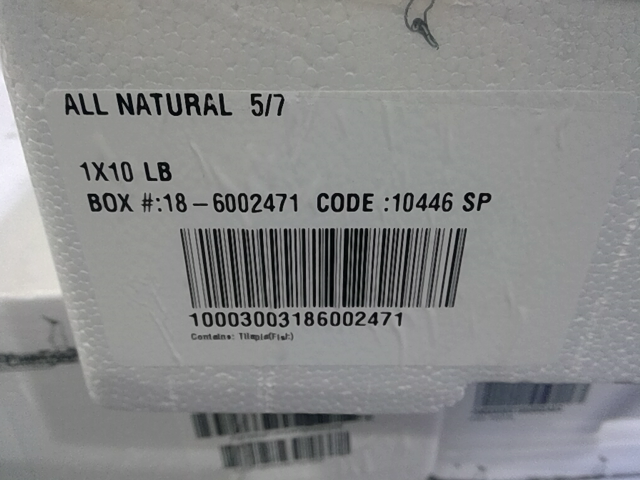 ALL NATURAL 5/7
1X10 LB
BOX #:18-6002471 CODE :10446 SP
10003003186002471
Contains: Tilapia(Fish)